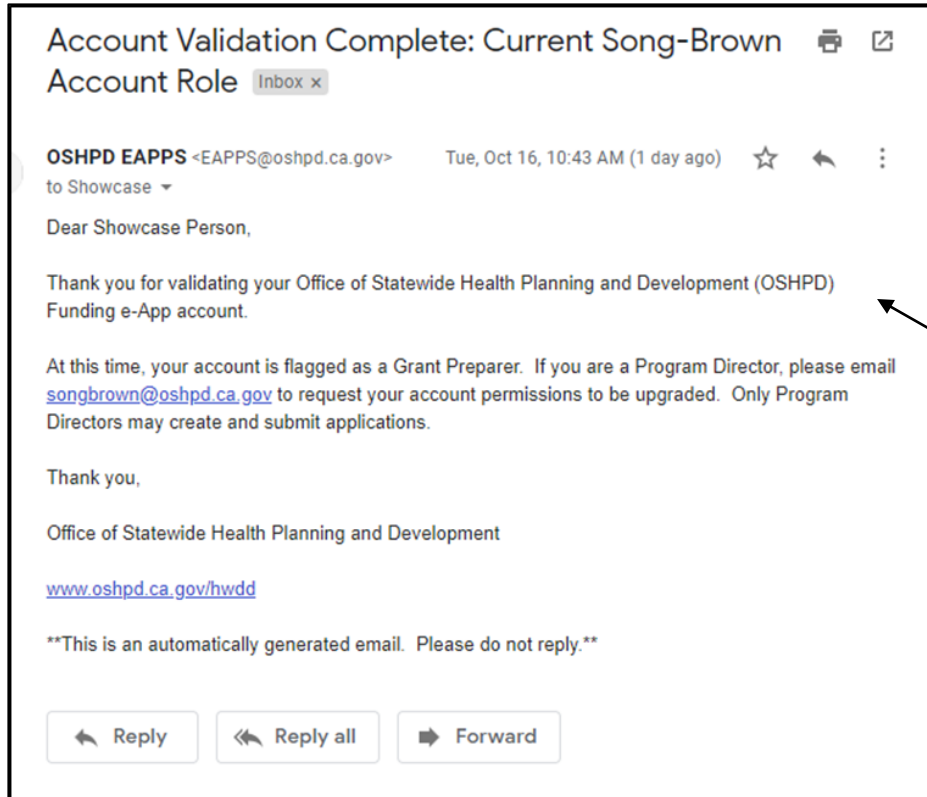 Account Validation Complete: Current Song-Brown
Account Role Inbox x
OSHPD EAPPS <EAPPS@oshpd.ca.gov> Tue, Oct 16, 10:43 AM (1 day ago)
to Showcase
Dear Showcase Person,
Thank you for validating your Office of Statewide Health Planning and Development (OSHPD)
Funding e-App account.
At this time, your account is flagged as a Grant Preparer.  If you are a Program Director, please email
songbrown@oshpd.ca.gov to request your account permissions to be upgraded.  Only Program
Directors may create and submit applications.
Thank you,
Office of Statewide Health Planning and Development
www.oshpd.ca.gov/hwdd
**This is an automatically generated email.  Please do not reply.**
Reply Reply all Forward